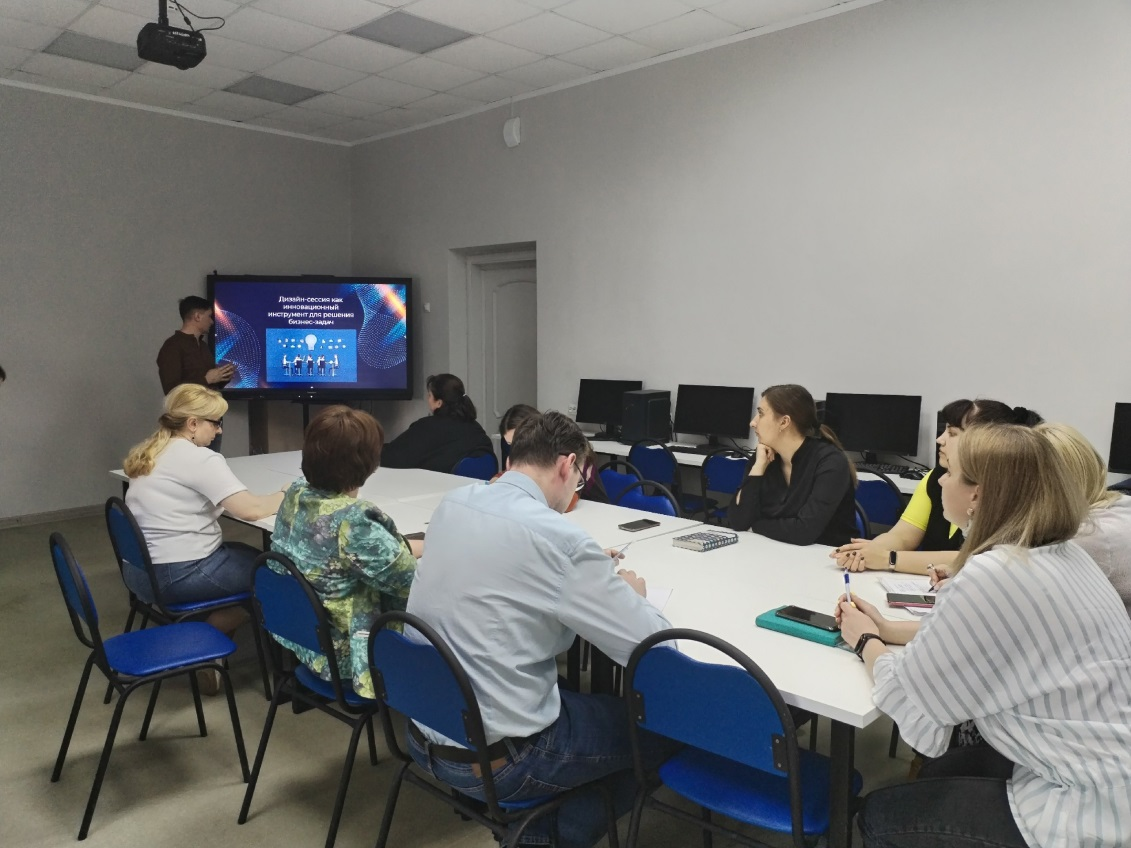 Дизайн-сессия как
инновационный
инструмент для решения
бизнес-задач